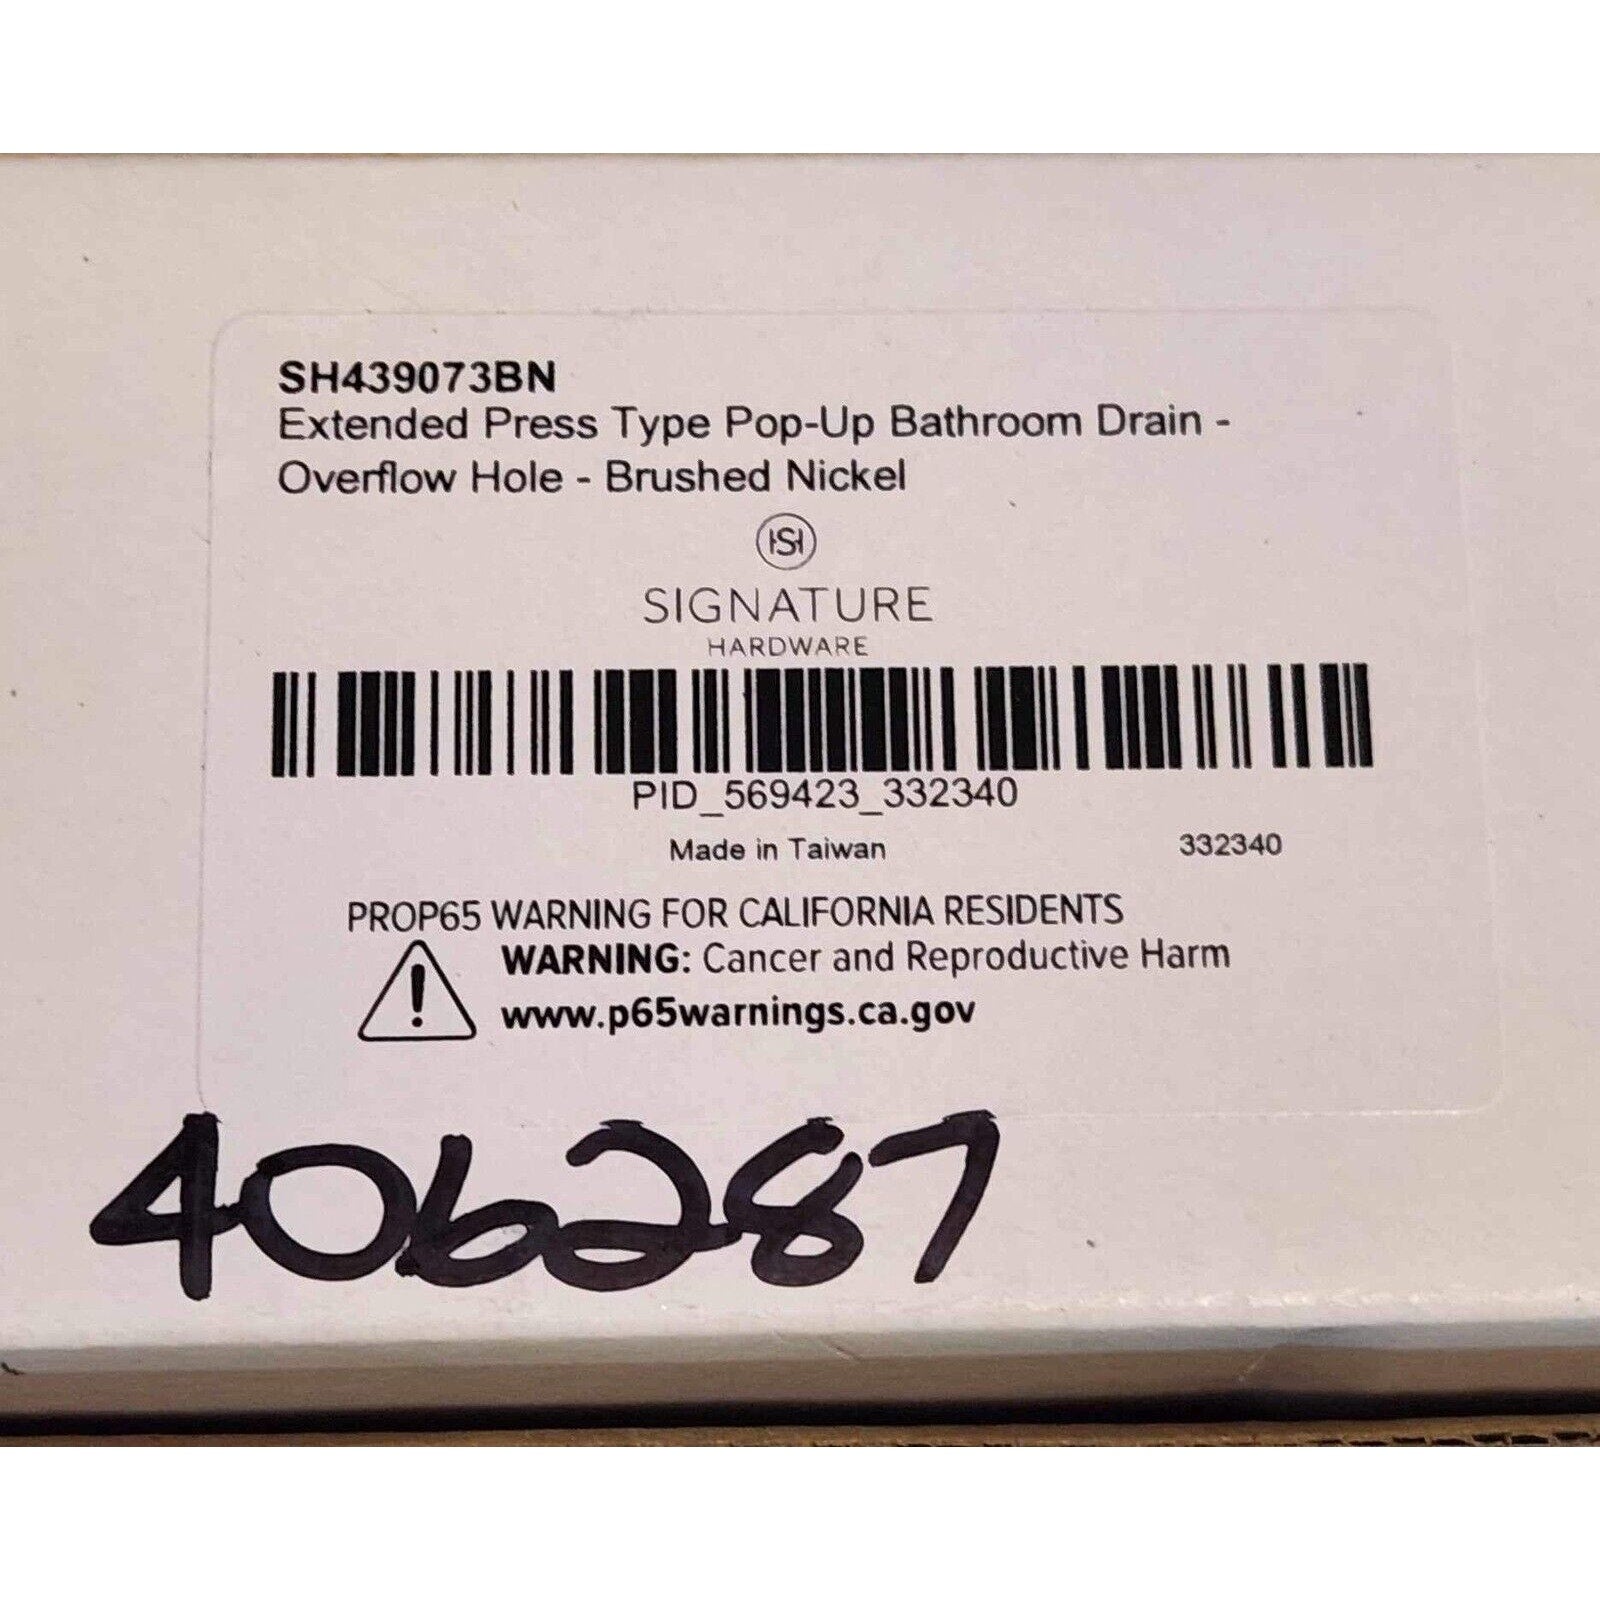 SH439073BN
Extended Press Type Pop-Up Bathroom Drain -
Overflow Hole - Brushed Nickel
SH
SIGNATURE
HARDWARE
PID_569423_332340
Made in Taiwan 332340
PROP65 WARNING FOR CALIFORNIA RESIDENTS
WARNING: Cancer and Reproductive Harm
www.p65warnings.ca.gov
406287